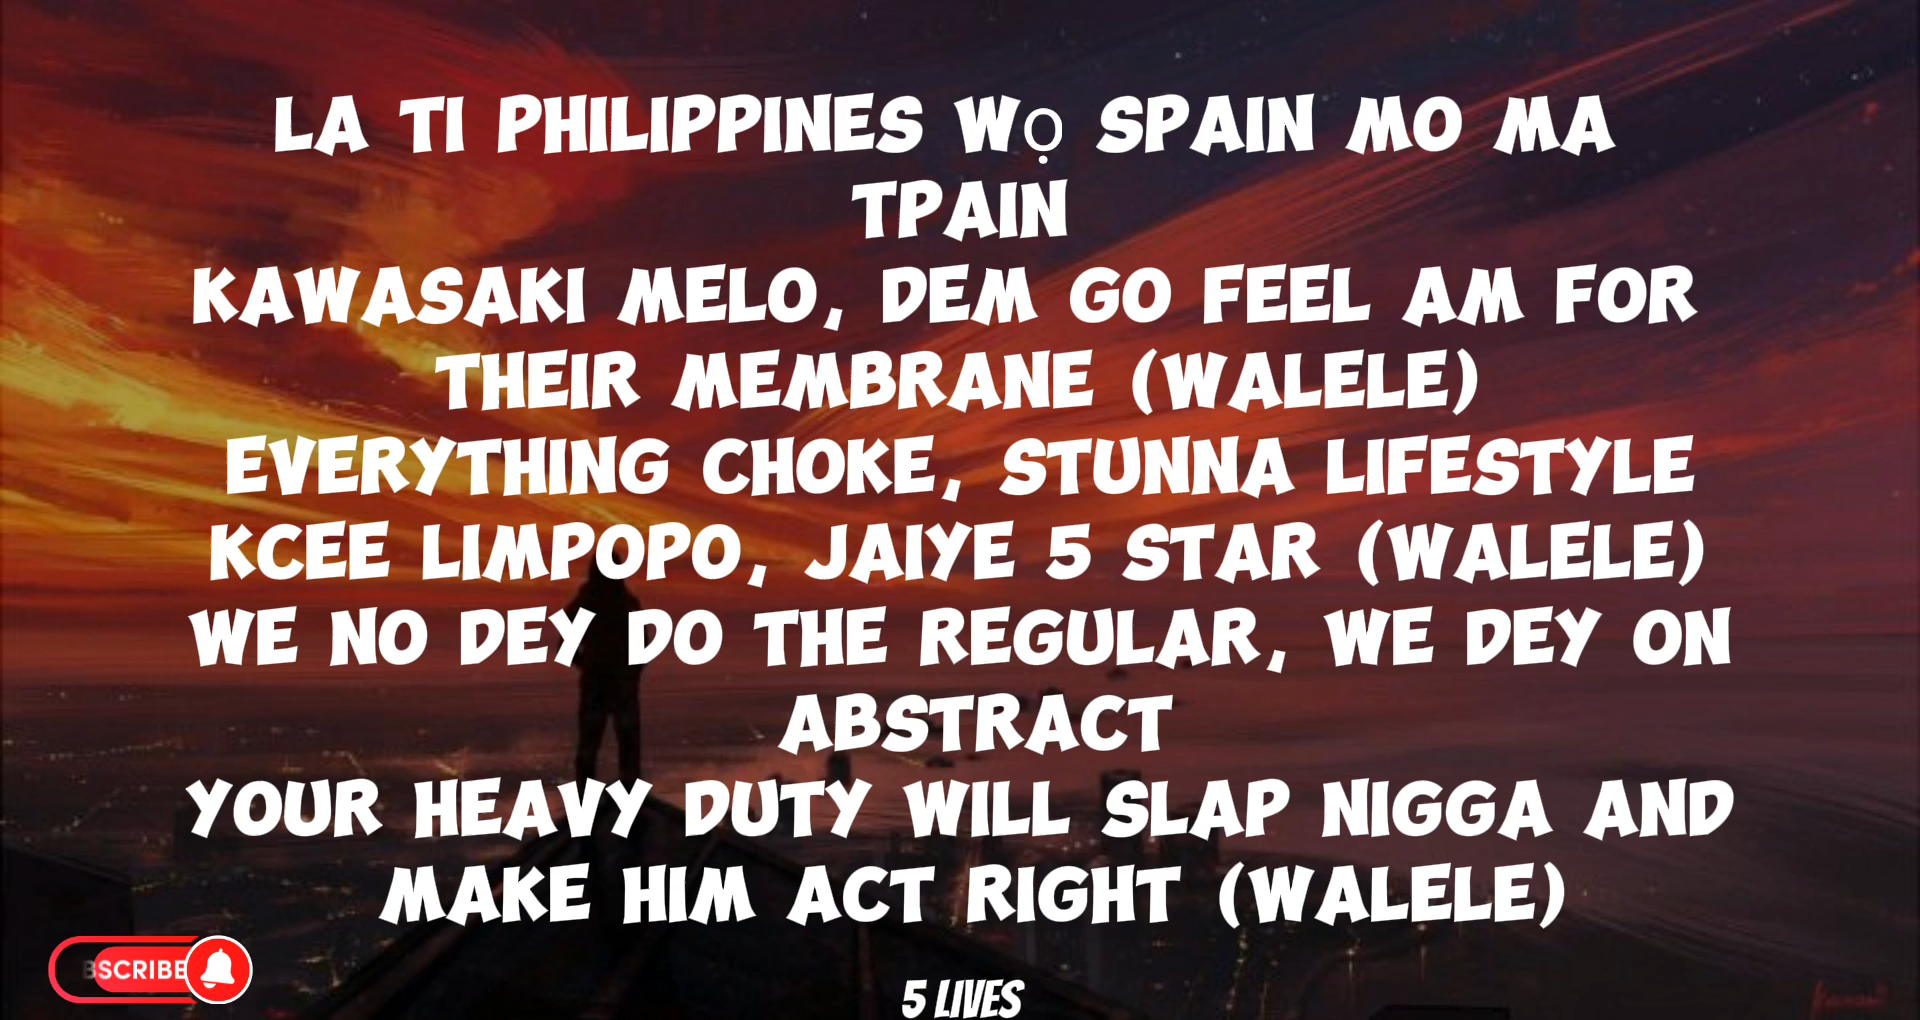 LA TI PHILIPPINES WỌ SPAIN MO MA
TPAIN
KAWASAKI MELO, DEM GO FEEL AM FOR
THEIR MEMBRANE (WALELE)
EVERYTHING CHOKE, STUNNA LIFESTYLE
KCEE LIMPOPO, JAIYE 5 STAR (WALELE)
WE NO DEY DO THE REGULAR, WE DEY ON
ABSTRACT
YOUR HEAVY DUTY WILL SLAP NIGGA AND
MAKE HIM ACT RIGHT (WALELE)
BSCRIBE
5 LIVES